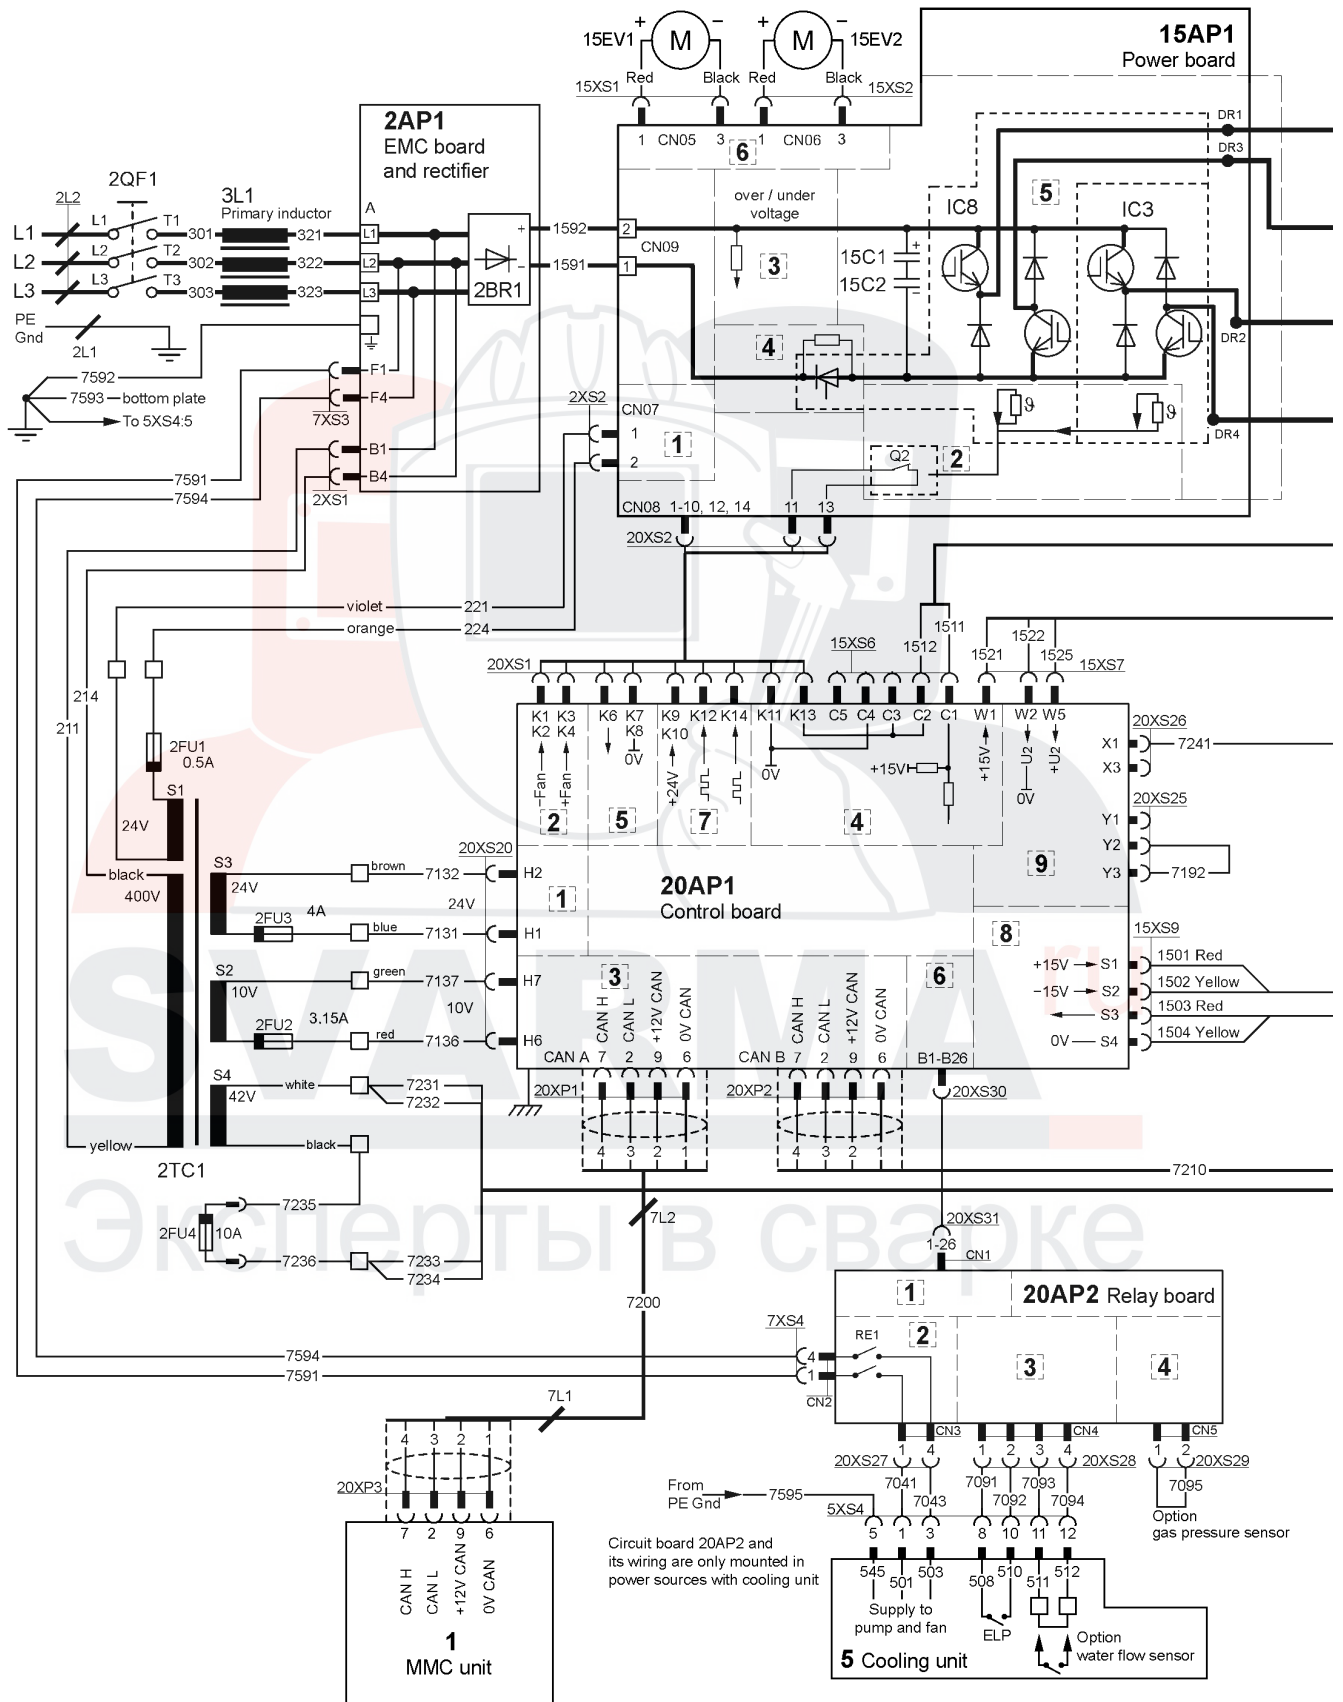 + M − + M −
15EV1 15EV2
Red Black Red Black
15XS1 15XS2
15AP1
Power board
1 CN05 3 1 CN06 3
6
DR1
DR3
2AP1
EMC board
and rectifier
2QF1
2L2
3L1
Primary inductor
A
over / under
voltage
IC8 5 IC3
L1 L1 T1 301 321 L1
L2 L2 T2 302 322 L2
L3 L3 T3 303 323 L3
+ 1592 2
CN09
− 1591 1
2BR1
3
15C1 +
15C2 −
PE
Gnd
2L1
DR2
4
7592
7593 bottom plate
To 5XS4:5
F1
F4
7XS3
2XS2
CN07
1
2
1
ϑ ϑ
DR4
B1
B4
2XS1
7591
7594
Q2 2
CN08 1-10, 12, 14 11 13
20XS2
violet 221
orange 224
214
211
20XS1
15XS6
1512
1511
1521
1522
1525
15XS7
K1 K3 K6 K7 K9 K12 K14 K11 K13 C5 C4 C3 C2 C1 W1 W2 W5
K2 K4 K8 K10
−Fan
+Fan
0V
+24V
0V
+15V
+15V
−U2
0V
+U2
2 5 7 4
20XS26
X1 7241
X3
20XS25
Y1
Y2
Y3 7192
9
2FU1
0.5A
S1
24V
black
400V
S3
24V
brown
7132
20XS20
H2
24V
4A
2FU3
blue
7131
H1
1
20AP1
Control board
8
15XS9
+15V S1 1501 Red
−15V S2 1502 Yellow
S3 1503 Red
0V S4 1504 Yellow
S2
10V
green
7137
H7
10V
3.15A
2FU2
red
7136
H6
3
CAN H
CAN L
+12V CAN
0V CAN
CAN H
CAN L
+12V CAN
0V CAN
6
CAN A 7 2 9 6 CAN B 7 2 9 6 B1-B26
20XP1 20XP2 20XS30
4 3 2 1 4 3 2 1
S4
42V
white
7231
7232
black
yellow
2TC1
7210
7235
2FU4 10A
7236
7233
7234
7L2
20XS31
1-26
CN1
7200
1 20AP2 Relay board
7XS4
RE1 2 3 4
7594 4
7591 1
CN2
7L1
4 3 2 1
20XP3
7 2 9 6
CAN H
CAN L
+12V CAN
0V CAN
1
MMC unit
CN3 CN4 CN5
1 4 1 2 3 4 1 2
20XS27 20XS28 20XS29
7041
7043
7091
7092
7093
7094
7095
From
PE Gnd
7595
5XS4
Option
gas pressure sensor
5 1 3 8 10 11 12
Circuit board 20AP2 and
its wiring are only mounted in
power sources with cooling unit
545 501 503 508 510 511 512
Supply to
pump and fan
ELP
Option
water flow sensor
5 Cooling unit
SVARMA.ru
Эксперты в сварке